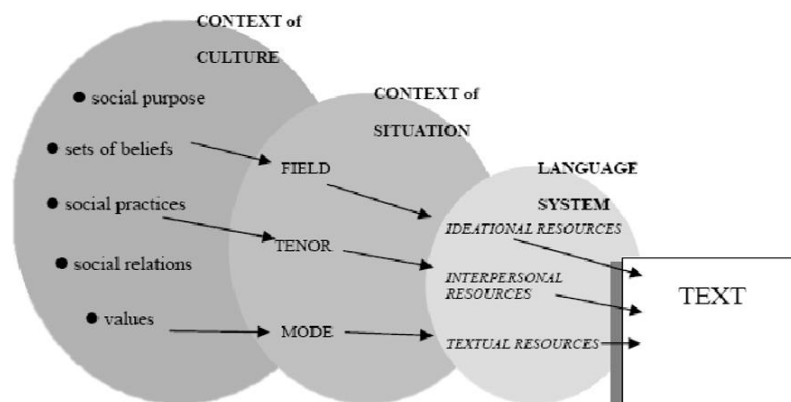 CONTEXT of
CULTURE
● social purpose
● sets of beliefs
● social practices
● social relations
● values
CONTEXT of
SITUATION
FIELD
TENOR
MODE
LANGUAGE
SYSTEM
IDEATIONAL RESOURCES
INTERPERSONAL
RESOURCES
TEXTUAL RESOURCES
TEXT